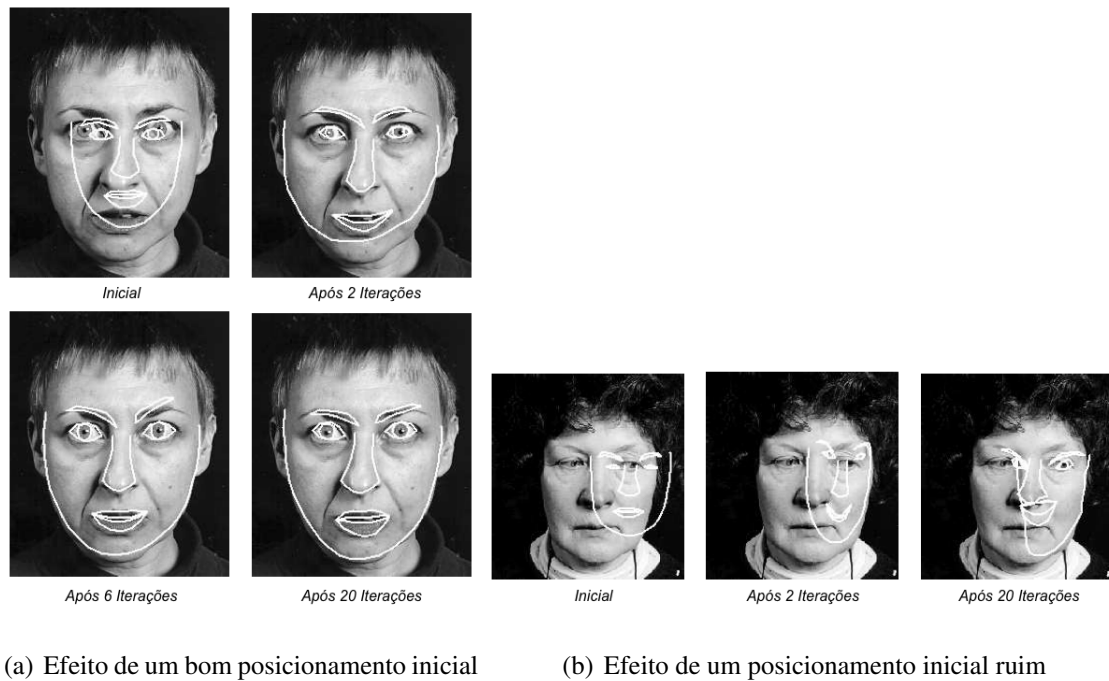 Inicial
Após 2 Iterações
Após 6 Iterações
Após 20 Iterações
Inicial
Após 2 Iterações
Após 20 Iterações
(a) Efeito de um bom posicionamento inicial
(b) Efeito de um posicionamento inicial ruim